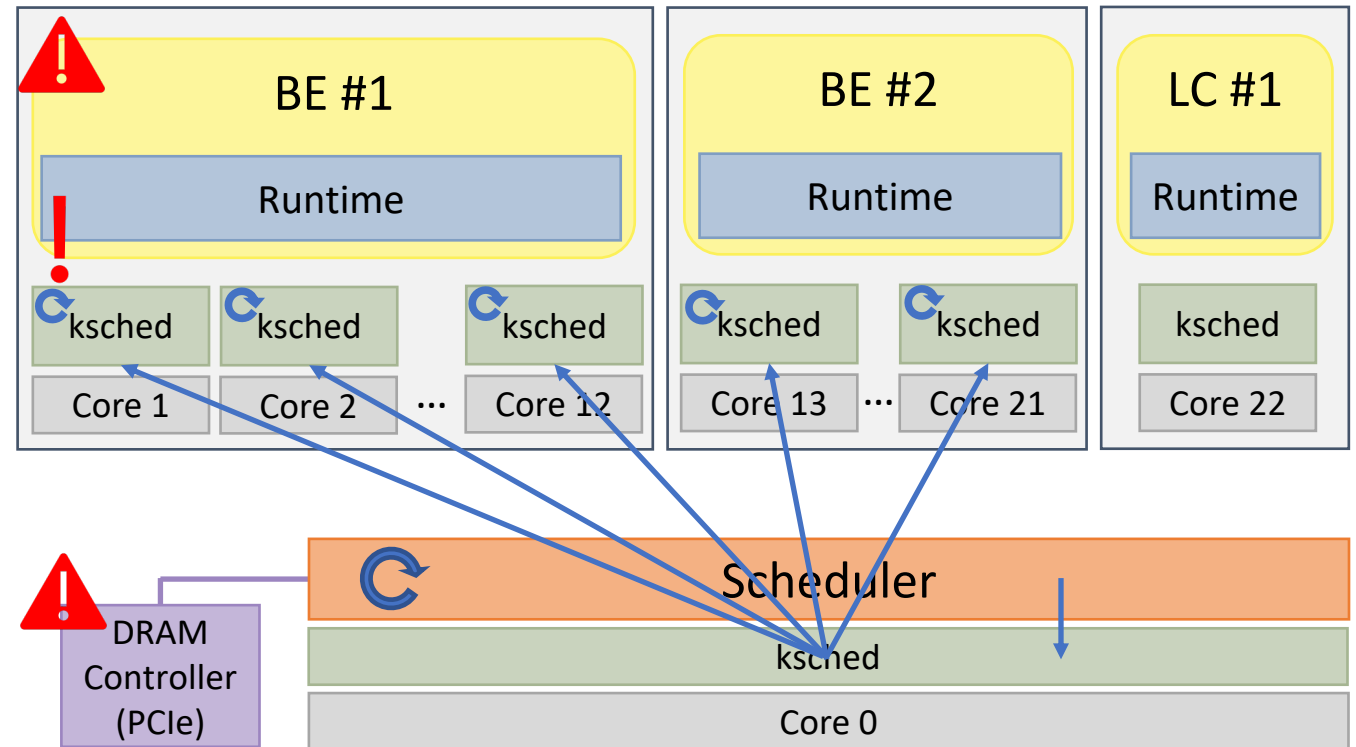 BE #1
BE #2
LC #1
Runtime
Runtime
Runtime
!
ksched
ksched
ksched
ksched
ksched
ksched
Core 1
Core 2
...
Core 12
Core 13
...
Core 21
Core 22
Scheduler
DRAM
Controller
(PCIe)
ksched
Core 0